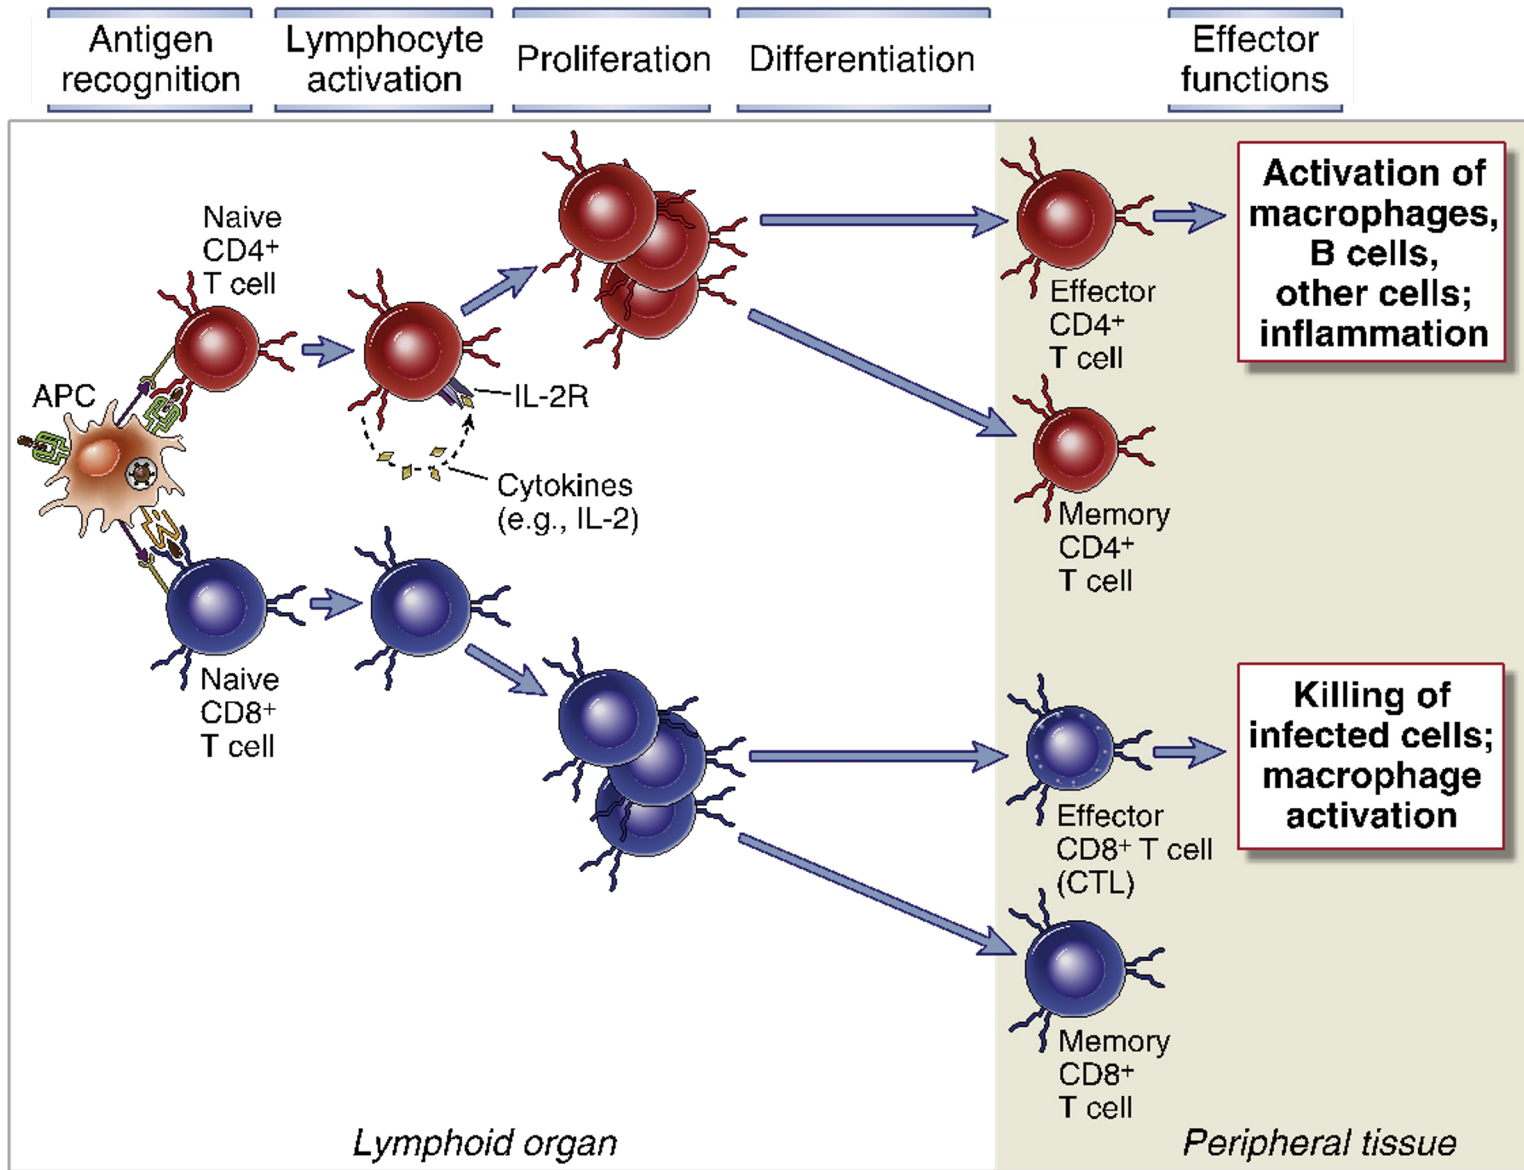 Antigen
recognition
Lymphocyte
activation
Proliferation
Differentiation
Effector
functions
Naive
CD4⁺
T cell
APC
IL-2R
Cytokines
(e.g., IL-2)
Naive
CD8⁺
T cell
Effector
CD4⁺
T cell
Activation of
macrophages,
B cells,
other cells;
inflammation
Memory
CD4⁺
T cell
Effector
CD8⁺ T cell
(CTL)
Killing of
infected cells;
macrophage
activation
Memory
CD8⁺
T cell
Lymphoid organ
Peripheral tissue